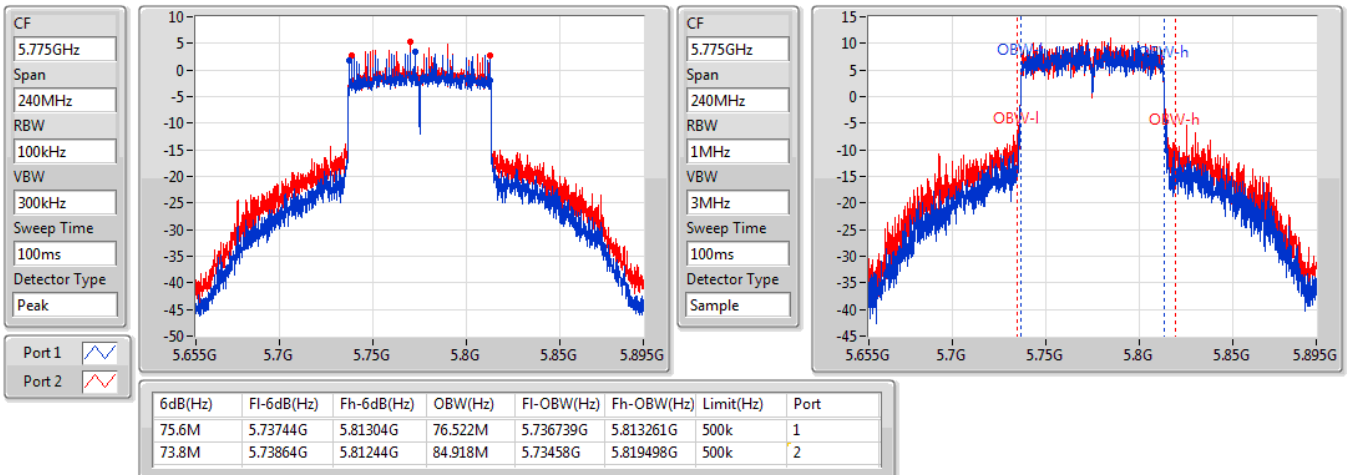 CF
5.775GHz
Span
240MHz
RBW
100kHz
VBW
300kHz
Sweep Time
100ms
Detector Type
Peak
Port 1
Port 2
10
5
0
-5
-10
-15
-20
-25
-30
-35
-40
-45
-50
5.655G 5.7G 5.75G 5.8G 5.85G 5.895G
CF
5.775GHz
Span
240MHz
RBW
1MHz
VBW
3MHz
Sweep Time
100ms
Detector Type
Sample
15
10
5
0
-5
-10
-15
-20
-25
-30
-35
-40
-45
OBW-l OBW-h
OBW-l OBW-h
5.655G 5.7G 5.75G 5.8G 5.85G 5.895G
6dB(Hz) Fl-6dB(Hz) Fh-6dB(Hz) OBW(Hz) Fl-OBW(Hz) Fh-OBW(Hz) Limit(Hz) Port
75.6M 5.73744G 5.81304G 76.522M 5.736739G 5.813261G 500k 1
73.8M 5.73864G 5.81244G 84.918M 5.73458G 5.819498G 500k 2